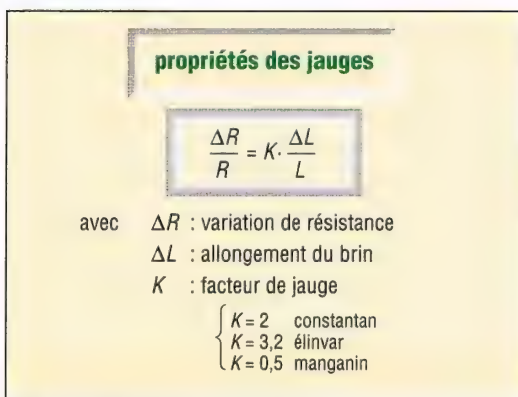 propriétés des jauges
ΔR/R = K· ΔL/L
avec ΔR : variation de résistance
ΔL : allongement du brin
K : facteur de jauge
K = 2 constantan
K = 3,2 élinvar
K = 0,5 manganin